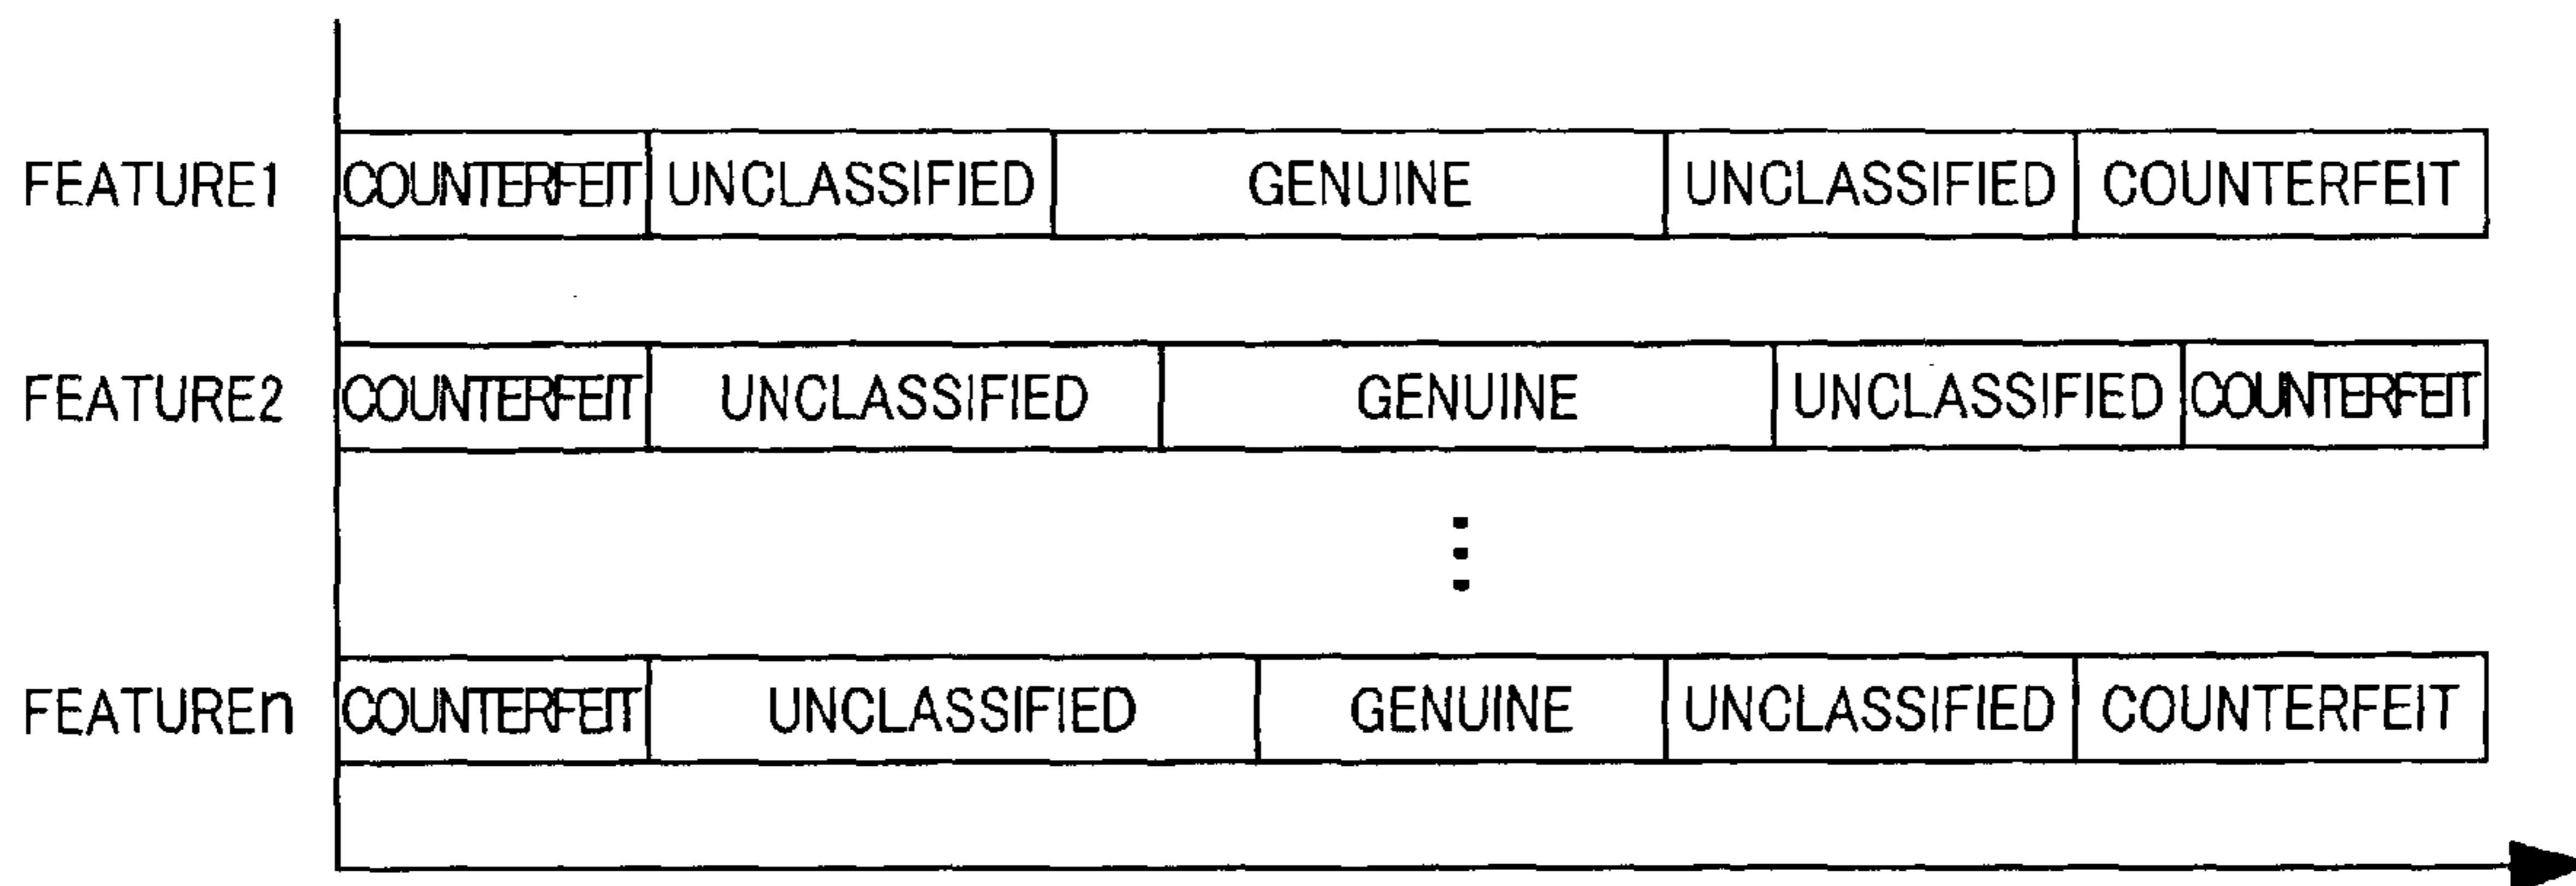 FEATURE1 COUNTERFEIT UNCLASSIFIED GENUINE UNCLASSIFIED COUNTERFEIT
FEATURE2 COUNTERFEIT UNCLASSIFIED GENUINE UNCLASSIFIED COUNTERFEIT
FEATUREn COUNTERFEIT UNCLASSIFIED GENUINE UNCLASSIFIED COUNTERFEIT